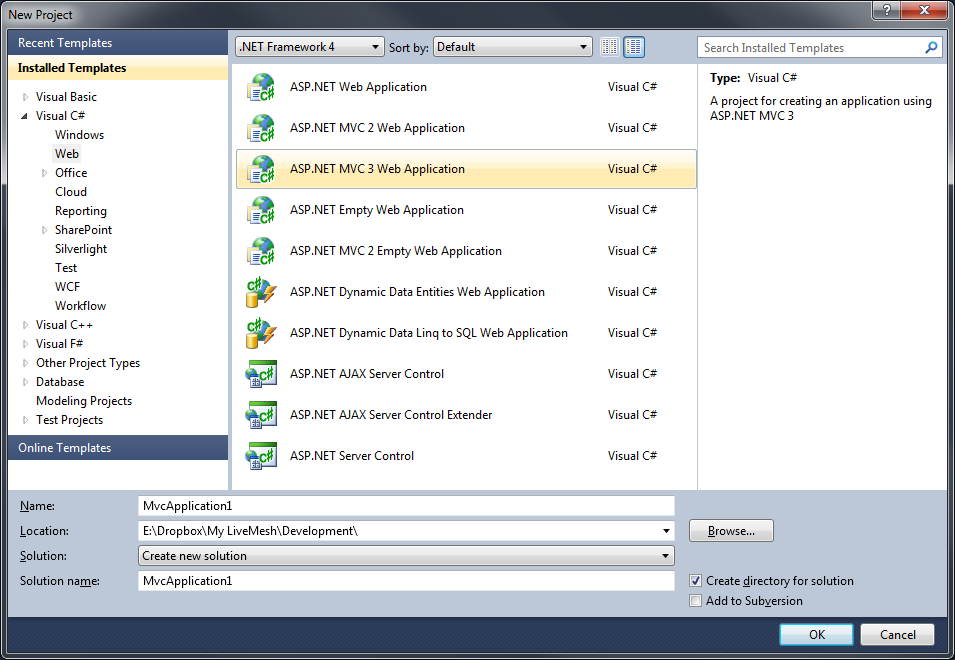 New Project
Recent Templates
Installed Templates
Visual Basic
Visual C#
Windows
Web
Office
Cloud
Reporting
SharePoint
Silverlight
Test
WCF
Workflow
Visual C++
Visual F#
Other Project Types
Database
Modeling Projects
Test Projects
Online Templates
.NET Framework 4 Sort by: Default
ASP.NET Web Application Visual C#
ASP.NET MVC 2 Web Application Visual C#
ASP.NET MVC 3 Web Application Visual C#
ASP.NET Empty Web Application Visual C#
ASP.NET MVC 2 Empty Web Application Visual C#
ASP.NET Dynamic Data Entities Web Application Visual C#
ASP.NET Dynamic Data Linq to SQL Web Application Visual C#
ASP.NET AJAX Server Control Visual C#
ASP.NET AJAX Server Control Extender Visual C#
ASP.NET Server Control Visual C#
Search Installed Templates
Type: Visual C#
A project for creating an application using
ASP.NET MVC 3
Name: MvcApplication1
Location: E:\Dropbox\My LiveMesh\Development\ Browse...
Solution: Create new solution
Solution name: MvcApplication1
Create directory for solution
Add to Subversion
OK Cancel